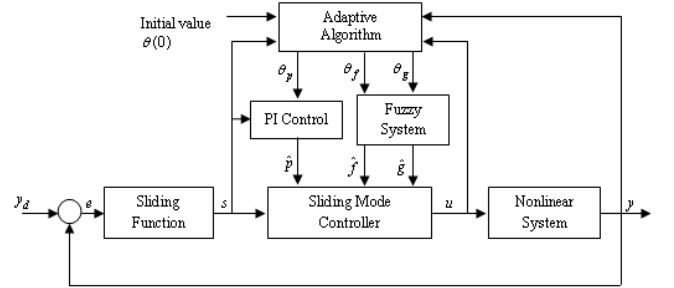 Initial value
θ(0)
Adaptive
Algorithm
θp
θf
θg
PI Control
Fuzzy
System
p̂
f̂
ĝ
yd
e
Sliding
Function
s
Sliding Mode
Controller
u
Nonlinear
System
y